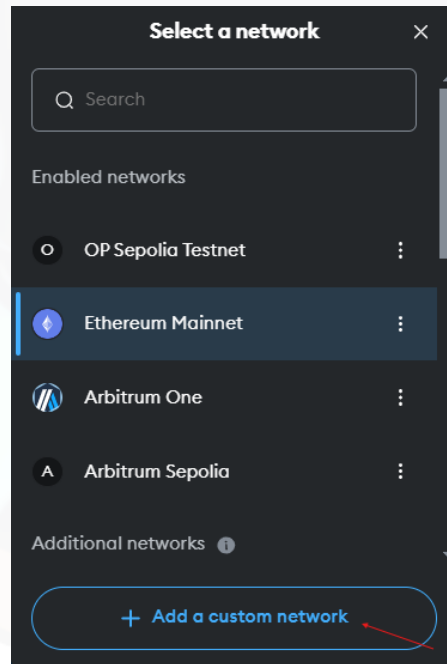 Select a network
Search
Enabled networks
O OP Sepolia Testnet
Ethereum Mainnet
Arbitrum One
A Arbitrum Sepolia
Additional networks
+ Add a custom network